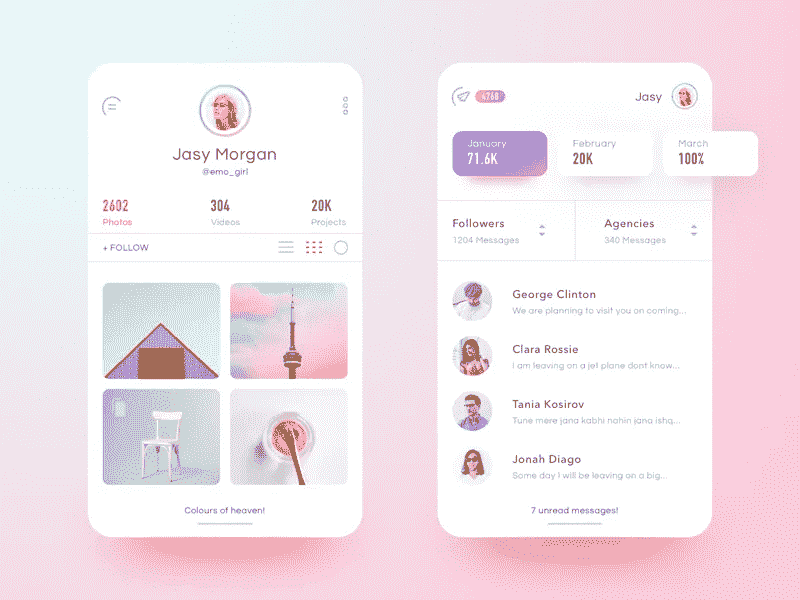 Jasy Morgan
@emo_girl
2602
Photos
304
Videos
20K
Projects
+ FOLLOW
Colours of heaven!
4768
Jasy
January
71.6K
February
20K
March
100%
Followers
1204 Messages
Agencies
340 Messages
George Clinton
We are planning to visit you on coming...
Clara Rossie
I am leaving on a jet plane dont know...
Tania Kosirov
Tune mere jana kabhi nahin jana ishq...
Jonah Diago
Some day I will be leaving on a big...
7 unread messages!